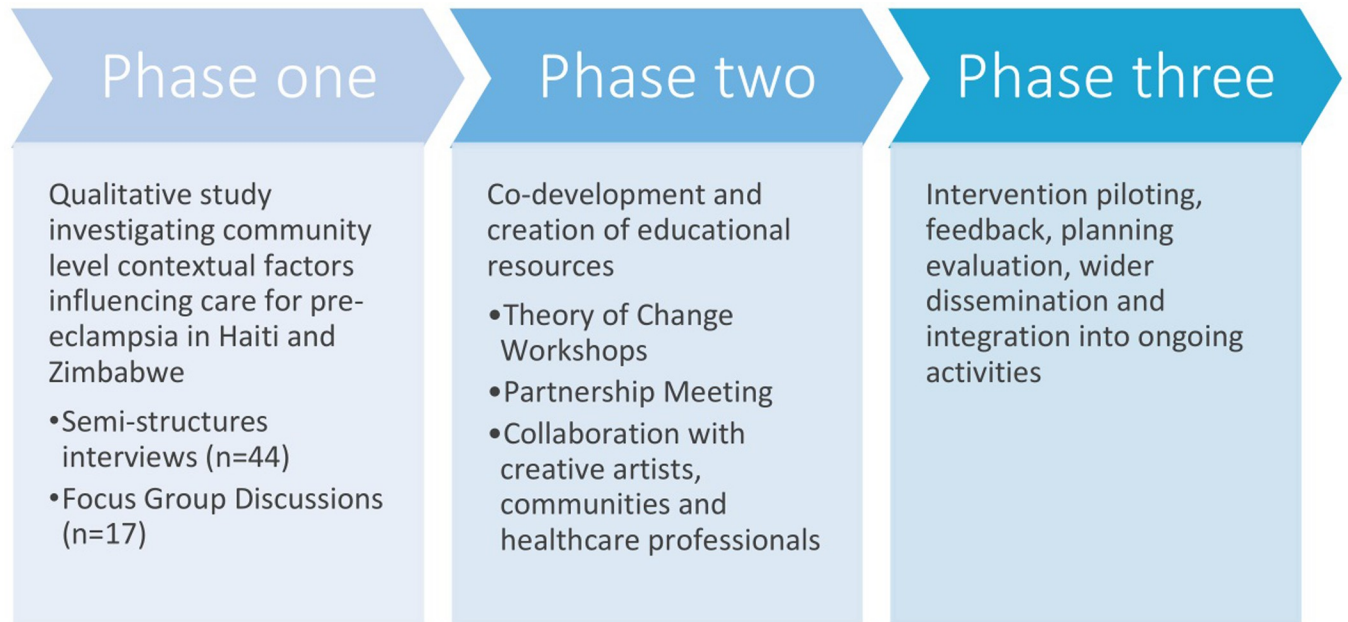 Phase one
Qualitative study
investigating community
level contextual factors
influencing care for pre-
eclampsia in Haiti and
Zimbabwe
•Semi-structures
interviews (n=44)
•Focus Group Discussions
(n=17)
Phase two
Co-development and
creation of educational
resources
•Theory of Change
Workshops
•Partnership Meeting
•Collaboration with
creative artists,
communities and
healthcare professionals
Phase three
Intervention piloting,
feedback, planning
evaluation, wider
dissemination and
integration into ongoing
activities